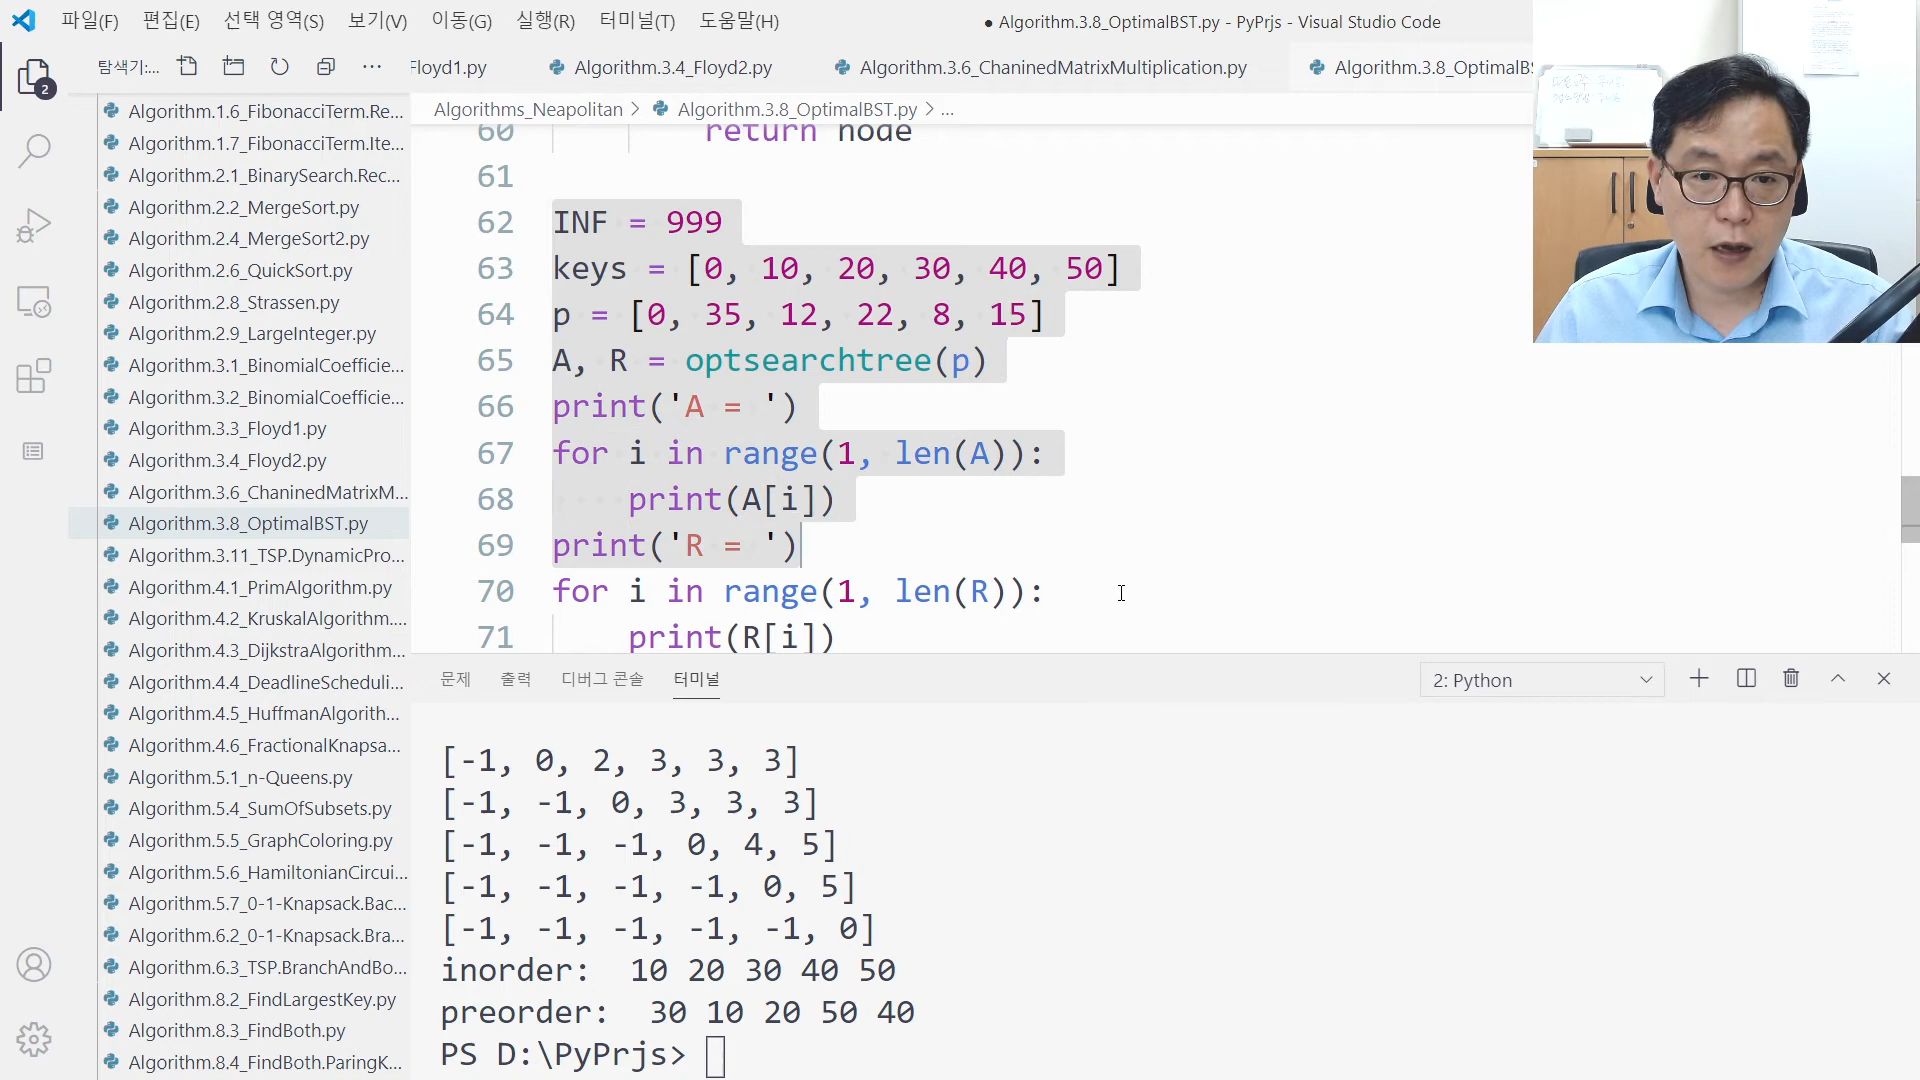 파일(F) 편집(E) 선택 영역(S) 보기(V) 이동(G) 실행(R) 터미널(T) 도움말(H)
● Algorithm.3.8_OptimalBST.py - PyPrjs - Visual Studio Code
탐색기:...
Floyd1.py
Algorithm.3.4_Floyd2.py
Algorithm.3.6_ChaninedMatrixMultiplication.py
Algorithm.3.8_OptimalBS
2
Algorithms_Neapolitan > Algorithm.3.8_OptimalBST.py > ...
Algorithm.1.6_FibonacciTerm.Re...
Algorithm.1.7_FibonacciTerm.Ite...
Algorithm.2.1_BinarySearch.Rec...
Algorithm.2.2_MergeSort.py
Algorithm.2.4_MergeSort2.py
Algorithm.2.6_QuickSort.py
Algorithm.2.8_Strassen.py
Algorithm.2.9_LargeInteger.py
Algorithm.3.1_BinomialCoefficie...
Algorithm.3.2_BinomialCoefficie...
Algorithm.3.3_Floyd1.py
Algorithm.3.4_Floyd2.py
Algorithm.3.6_ChaninedMatrixM...
Algorithm.3.8_OptimalBST.py
Algorithm.3.11_TSP.DynamicPro...
Algorithm.4.1_PrimAlgorithm.py
Algorithm.4.2_KruskalAlgorithm....
Algorithm.4.3_DijkstraAlgorithm...
Algorithm.4.4_DeadlineScheduli...
Algorithm.4.5_HuffmanAlgorith...
Algorithm.4.6_FractionalKnapsa...
Algorithm.5.1_n-Queens.py
Algorithm.5.4_SumOfSubsets.py
Algorithm.5.5_GraphColoring.py
Algorithm.5.6_HamiltonianCircui...
Algorithm.5.7_0-1-Knapsack.Bac...
Algorithm.6.2_0-1-Knapsack.Bra...
Algorithm.6.3_TSP.BranchAndBo...
Algorithm.8.2_FindLargestKey.py
Algorithm.8.3_FindBoth.py
Algorithm.8.4_FindBoth.ParingK...
60 return node
61
62 INF = 999
63 keys = [0, 10, 20, 30, 40, 50]
64 p = [0, 35, 12, 22, 8, 15]
65 A, R = optsearchtree(p)
66 print('A = ')
67 for i in range(1, len(A)):
68 print(A[i])
69 print('R = ')
70 for i in range(1, len(R)):
71 print(R[i])
문제 출력 디버그 콘솔 터미널
2: Python
[-1, 0, 2, 3, 3, 3]
[-1, -1, 0, 3, 3, 3]
[-1, -1, -1, 0, 4, 5]
[-1, -1, -1, -1, 0, 5]
[-1, -1, -1, -1, -1, 0]
inorder: 10 20 30 40 50
preorder: 30 10 20 50 40
PS D:\PyPrjs>